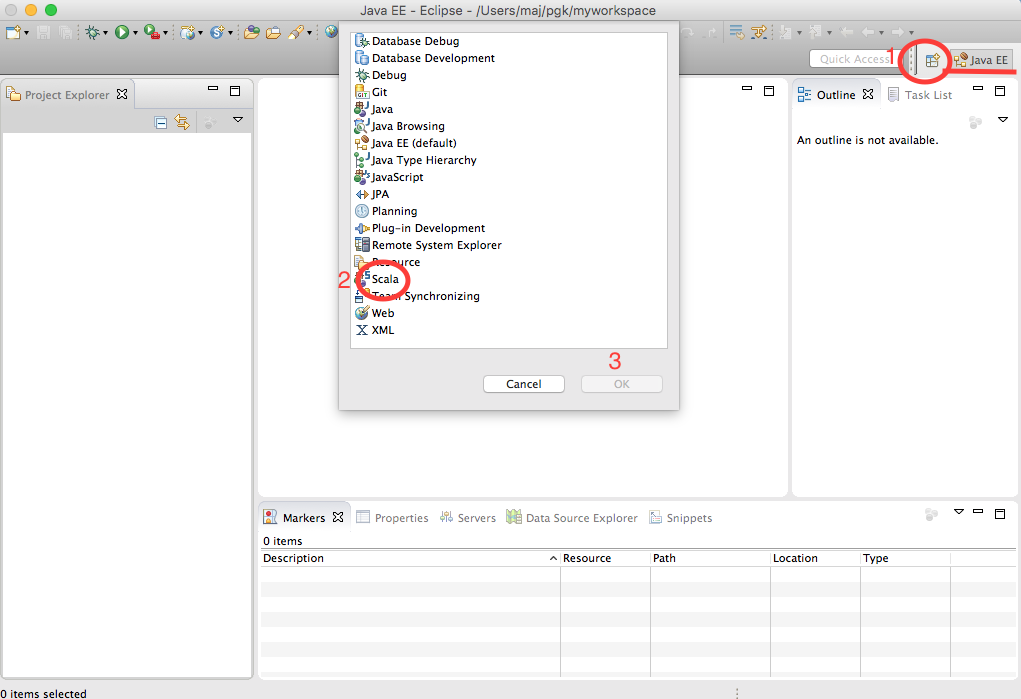 Java EE - Eclipse - /Users/maj/pgk/myworkspace
Quick Access
1
Java EE
Project Explorer
Database Debug
Database Development
Debug
Git
Java
Java Browsing
Java EE (default)
Java Type Hierarchy
JavaScript
JPA
Planning
Plug-in Development
Remote System Explorer
Resource
2 Scala
Team Synchronizing
Web
XML
3
Cancel
OK
Outline
Task List
An outline is not available.
Markers
Properties
Servers
Data Source Explorer
Snippets
0 items
Description Resource Path Location Type
0 items selected